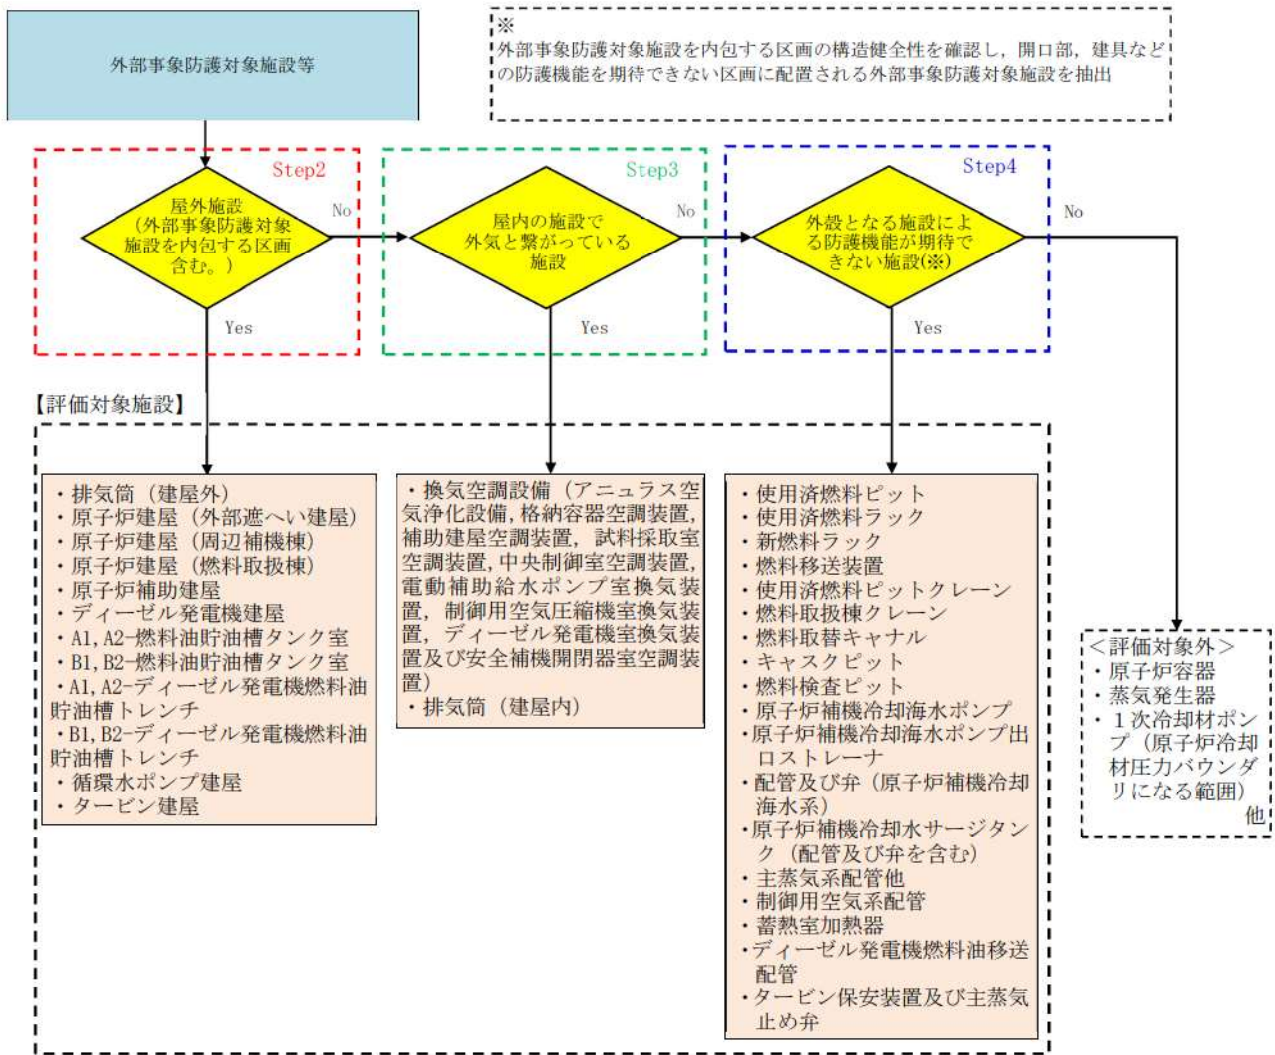 外部事象防護対象施設等
※
外部事象防護対象施設を内包する区画の構造健全性を確認し，開口部，建具など
の防護機能を期待できない区画に配置される外部事象防護対象施設を抽出
Step2
屋外施設
(外部事象防護対象
施設を内包する区画
含む。)
No
Yes
Step3
屋内の施設で
外気と繋がっている
施設
No
Yes
Step4
外殻となる施設によ
る防護機能が期待で
きない施設(※)
No
Yes
【評価対象施設】
・排気筒（建屋外）
・原子炉建屋（外部遮へい建屋）
・原子炉建屋（周辺補機棟）
・原子炉建屋（燃料取扱棟）
・原子炉補助建屋
・ディーゼル発電機建屋
・A1, A2-燃料油貯油槽タンク室
・B1, B2-燃料油貯油槽タンク室
・A1, A2-ディーゼル発電機燃料油
貯油槽トレンチ
・B1, B2-ディーゼル発電機燃料油
貯油槽トレンチ
・循環水ポンプ建屋
・タービン建屋
・換気空調設備（アニュラス空
気浄化設備, 格納容器空調装置,
補助建屋空調装置, 試料採取室
空調装置, 中央制御室空調装置,
電動補助給水ポンプ室換気装
置, 制御用空気圧縮機室換気装
置, ディーゼル発電機室換気装
置及び安全補機開閉器室空調装
置）
・排気筒（建屋内）
・使用済燃料ピット
・使用済燃料ラック
・新燃料ラック
・燃料移送装置
・使用済燃料ピットクレーン
・燃料取扱棟クレーン
・燃料取替キャナル
・キャスクピット
・燃料検査ピット
・原子炉補機冷却海水ポンプ
・原子炉補機冷却海水ポンプ出
口ストレーナ
・配管及び弁（原子炉補機冷却
海水系）
・原子炉補機冷却水サージタン
ク（配管及び弁を含む）
・主蒸気系配管他
・制御用空気系配管
・蓄熱室加熱器
・ディーゼル発電機燃料油移送
配管
・タービン保安装置及び主蒸気
止め弁
＜評価対象外＞
・原子炉容器
・蒸気発生器
・１次冷却材ポン
プ（原子炉冷却
材圧力バウンダ
リになる範囲）
他